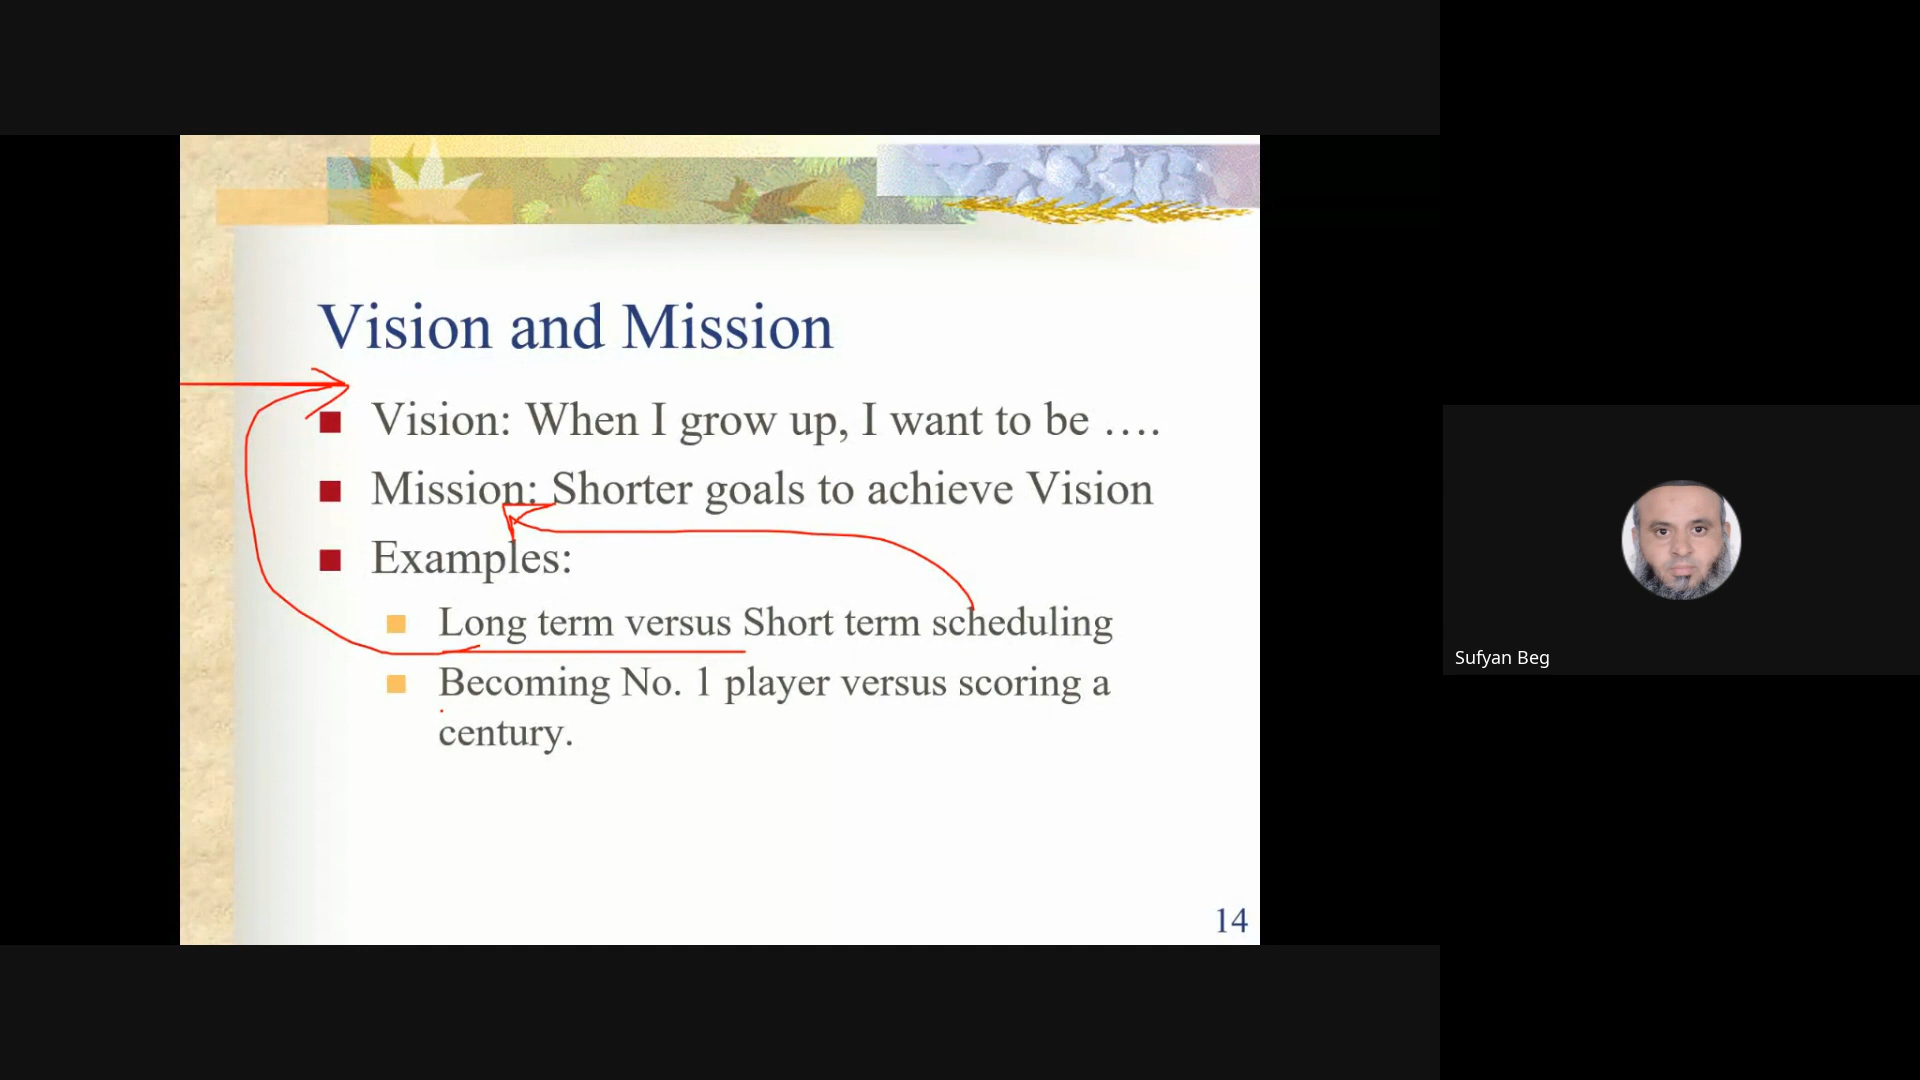 Vision and Mission
Vision: When I grow up, I want to be ….
Mission: Shorter goals to achieve Vision
Examples:
Long term versus Short term scheduling
Becoming No. 1 player versus scoring a
century.
14
Sufyan Beg